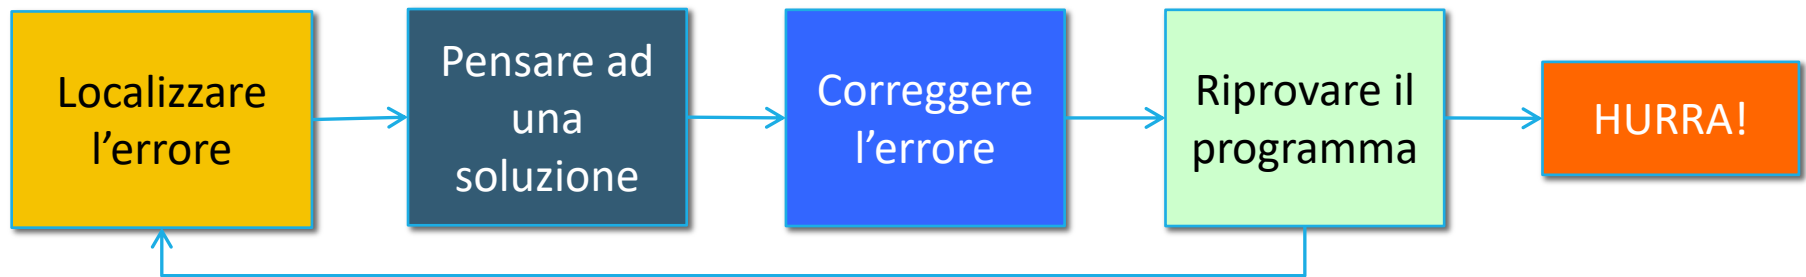 Localizzare
l’errore
Pensare ad
una
soluzione
Correggere
l’errore
Riprovare il
programma
HURRA!